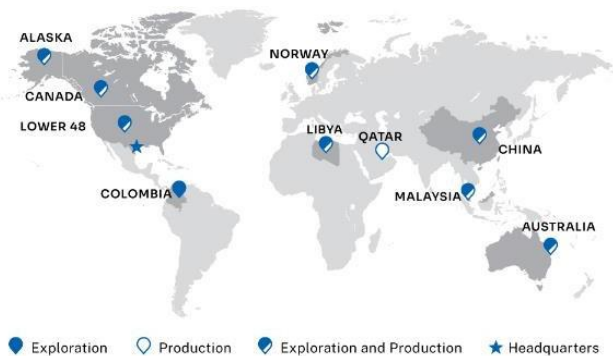 ALASKA
NORWAY
CANADA
LOWER 48
LIBYA
QATAR
CHINA
COLOMBIA
MALAYSIA
AUSTRALIA
Exploration
Production
Exploration and Production
Headquarters